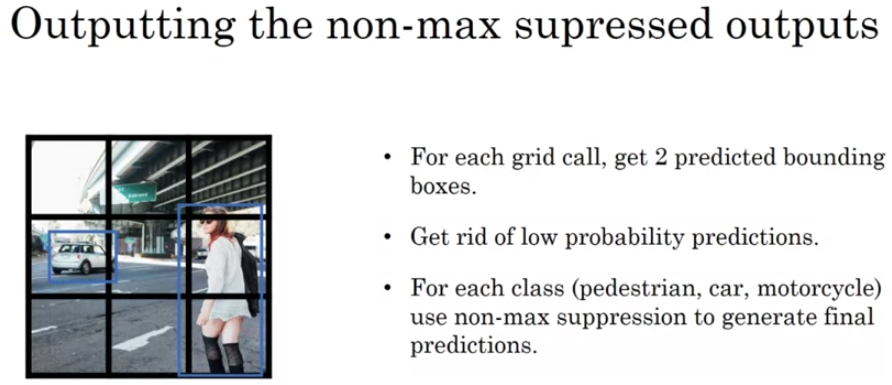 Outputting the non-max supressed outputs
• For each grid call, get 2 predicted bounding
boxes.
• Get rid of low probability predictions.
• For each class (pedestrian, car, motorcycle)
use non-max suppression to generate final
predictions.